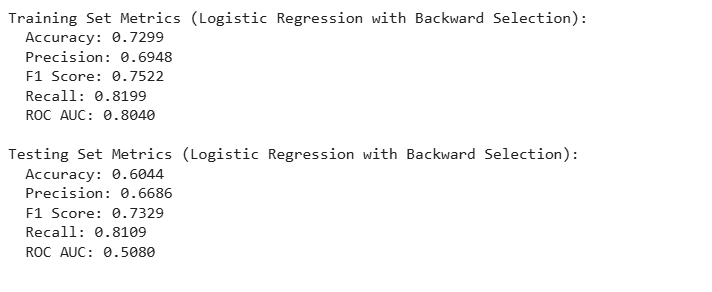 Training Set Metrics (Logistic Regression with Backward Selection):
Accuracy: 0.7299
Precision: 0.6948
F1 Score: 0.7522
Recall: 0.8199
ROC AUC: 0.8040
Testing Set Metrics (Logistic Regression with Backward Selection):
Accuracy: 0.6044
Precision: 0.6686
F1 Score: 0.7329
Recall: 0.8109
ROC AUC: 0.5080